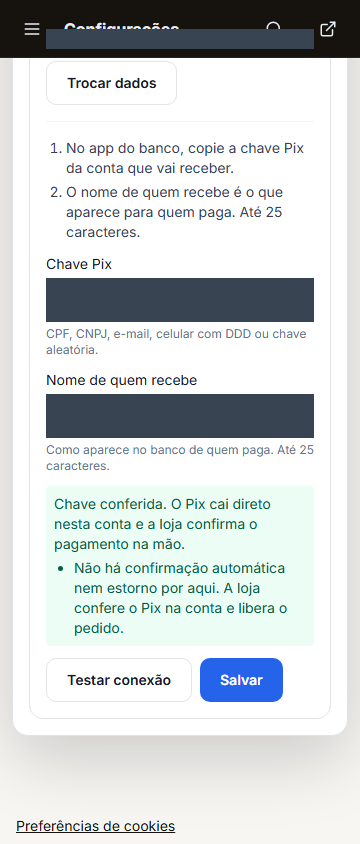 Configurações
Trocar dados
1. No app do banco, copie a chave Pix
da conta que vai receber.
2. O nome de quem recebe é o que
aparece para quem paga. Até 25
caracteres.
Chave Pix
CPF, CNPJ, e-mail, celular com DDD ou chave
aleatória.
Nome de quem recebe
Como aparece no banco de quem paga. Até 25
caracteres.
Chave conferida. O Pix cai direto
nesta conta e a loja confirma o
pagamento na mão.
• Não há confirmação automática
nem estorno por aqui. A loja
confere o Pix na conta e libera o
pedido.
Testar conexão
Salvar
Preferências de cookies